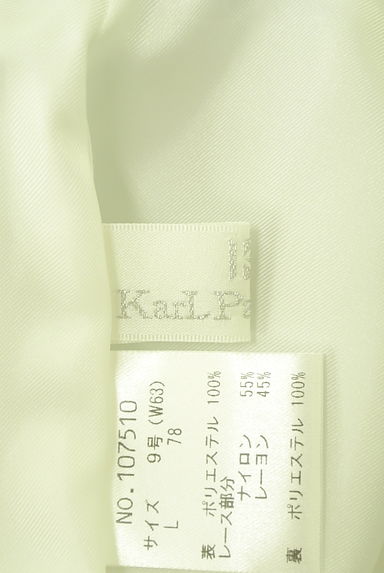 KarL P
NO.107510
サイズ 9号(W63)
L 78
表 ポリエステル 100%
レース部分
ナイロン 55%
レーヨン 45%
裏 ポリエステル 100%